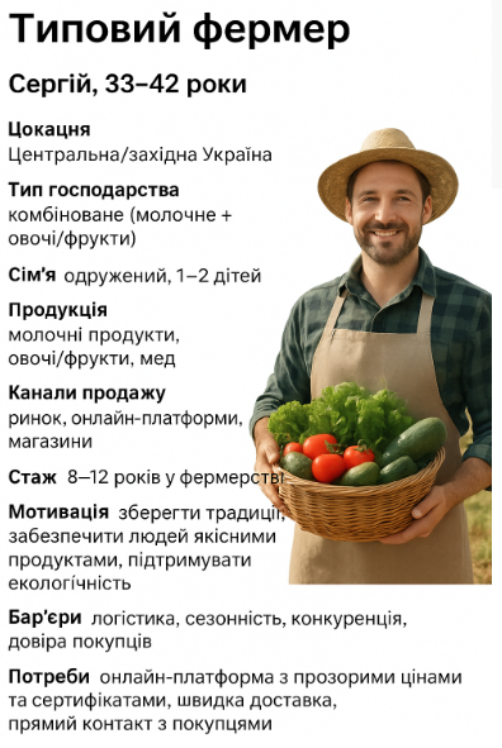 Типовий фермер
Сергій, 33–42 роки
Цокацня
Центральна/західна Україна
Тип господарства
комбіноване (молочне +
овочі/фрукти)
Сім'я одружений, 1–2 дітей
Продукція
молочні продукти,
овочі/фрукти, мед
Канали продажу
ринок, онлайн-платформи,
магазини
Стаж 8–12 років у фермерстві
Мотивація зберегти традиції,
забезпечити людей якісними
продуктами, підтримувати
екологічність
Бар'єри логістика, сезонність, конкуренція,
довіра покупців
Потреби онлайн-платформа з прозорими цінами
та сертифікатами, швидка доставка,
прямий контакт з покупцями